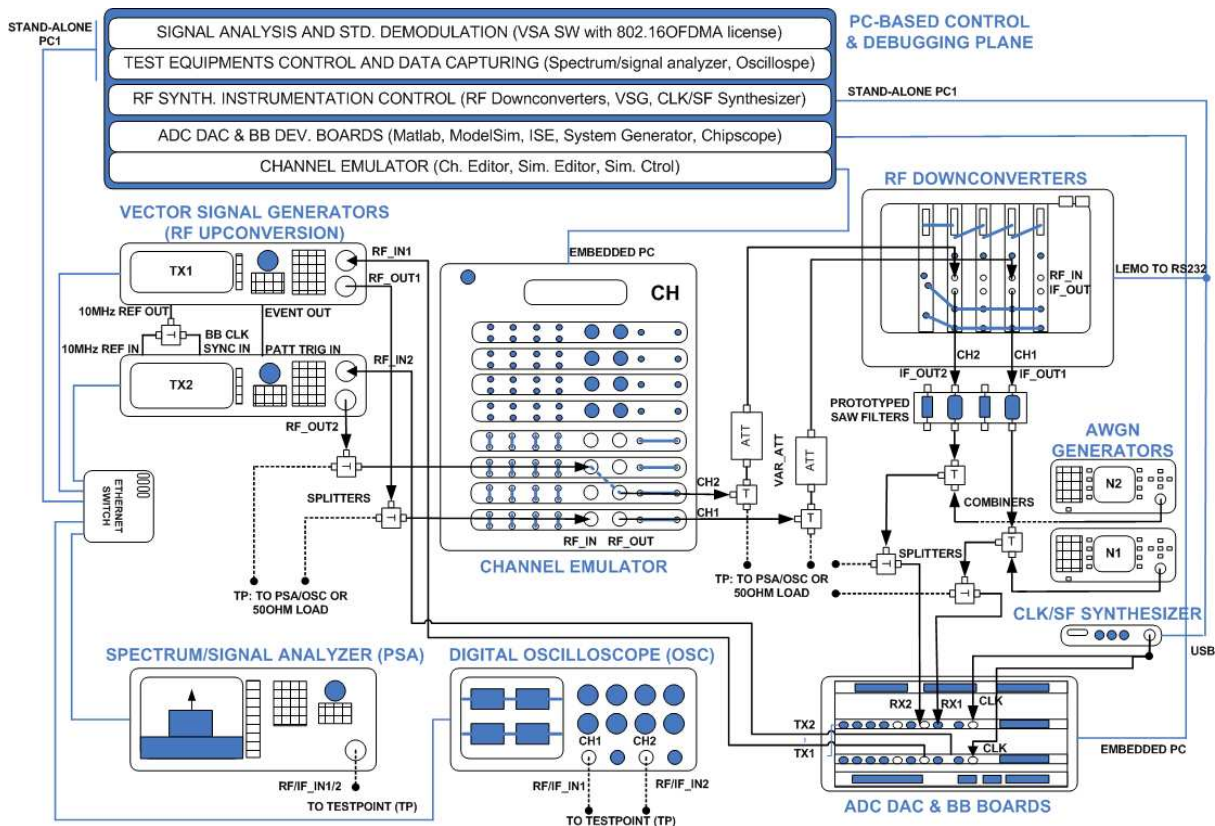 STAND-ALONE
PC1
SIGNAL ANALYSIS AND STD. DEMODULATION (VSA SW with 802.16OFDMA license)
TEST EQUIPMENTS CONTROL AND DATA CAPTURING (Spectrum/signal analyzer, Oscillospe)
RF SYNTH. INSTRUMENTATION CONTROL (RF Downconverters, VSG, CLK/SF Synthesizer)
ADC DAC & BB DEV. BOARDS (Matlab, ModelSim, ISE, System Generator, Chipscope)
CHANNEL EMULATOR (Ch. Editor, Sim. Editor, Sim. Ctrol)
PC-BASED CONTROL
& DEBUGGING PLANE
STAND-ALONE PC1
VECTOR SIGNAL GENERATORS
(RF UPCONVERSION)
TX1
RF_IN1
RF_OUT1
10MHz REF OUT
EVENT OUT
T
BB CLK
SYNC IN
10MHz REF IN
PATT TRIG IN
TX2
RF_IN2
RF_OUT2
T
SPLITTERS
T
ETHERNET
SWITCH
TP: TO PSA/OSC OR
50OHM LOAD
EMBEDDED PC
CH
RF_IN
RF_OUT
CHANNEL EMULATOR
CH2
CH1
ATT
VAR_ATT
ATT
T
T
TP: TO PSA/OSC OR
50OHM LOAD
RF DOWNCONVERTERS
RF_IN
IF_OUT
LEMO TO RS232
CH2
CH1
IF_OUT2
IF_OUT1
PROTOTYPED
SAW FILTERS
AWGN
GENERATORS
N2
N1
T
COMBINERS
T
SPLITTERS
T
T
CLK/SF SYNTHESIZER
USB
SPECTRUM/SIGNAL ANALYZER (PSA)
RF/IF_IN1/2
TO TESTPOINT (TP)
DIGITAL OSCILLOSCOPE (OSC)
CH1
CH2
RF/IF_IN1
RF/IF_IN2
TO TESTPOINT (TP)
RX2
RX1
CLK
TX2
TX1
CLK
EMBEDDED PC
ADC DAC & BB BOARDS